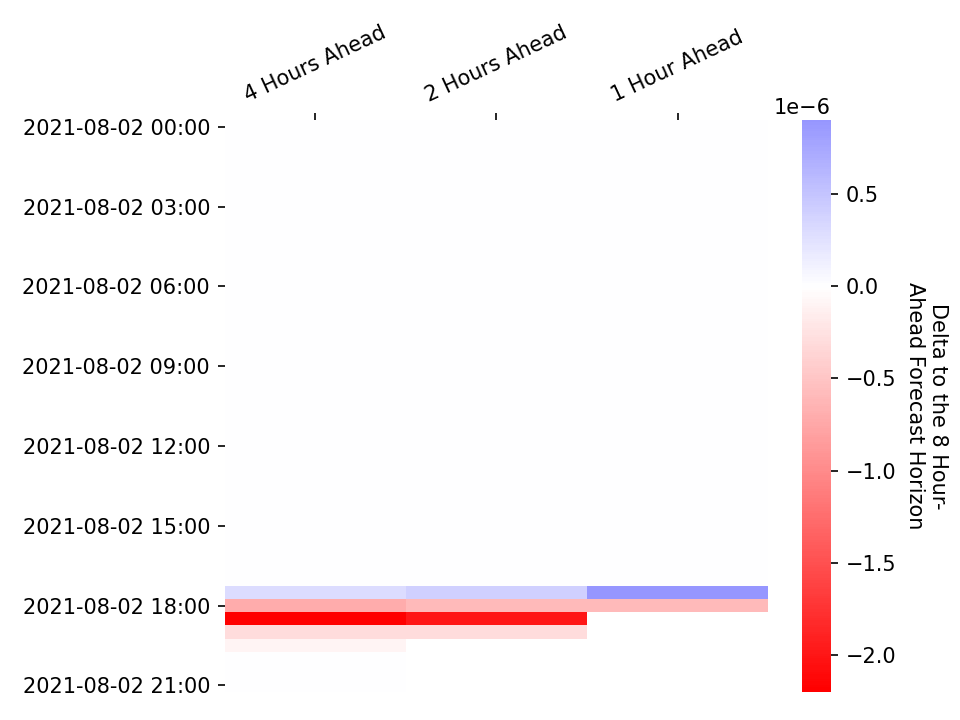 4 Hours Ahead
2 Hours Ahead
1 Hour Ahead
1e−6
2021-08-02 00:00
2021-08-02 03:00
2021-08-02 06:00
2021-08-02 09:00
2021-08-02 12:00
2021-08-02 15:00
2021-08-02 18:00
2021-08-02 21:00
0.5
0.0
−0.5
−1.0
−1.5
−2.0
Delta to the 8 Hour-
Ahead Forecast Horizon